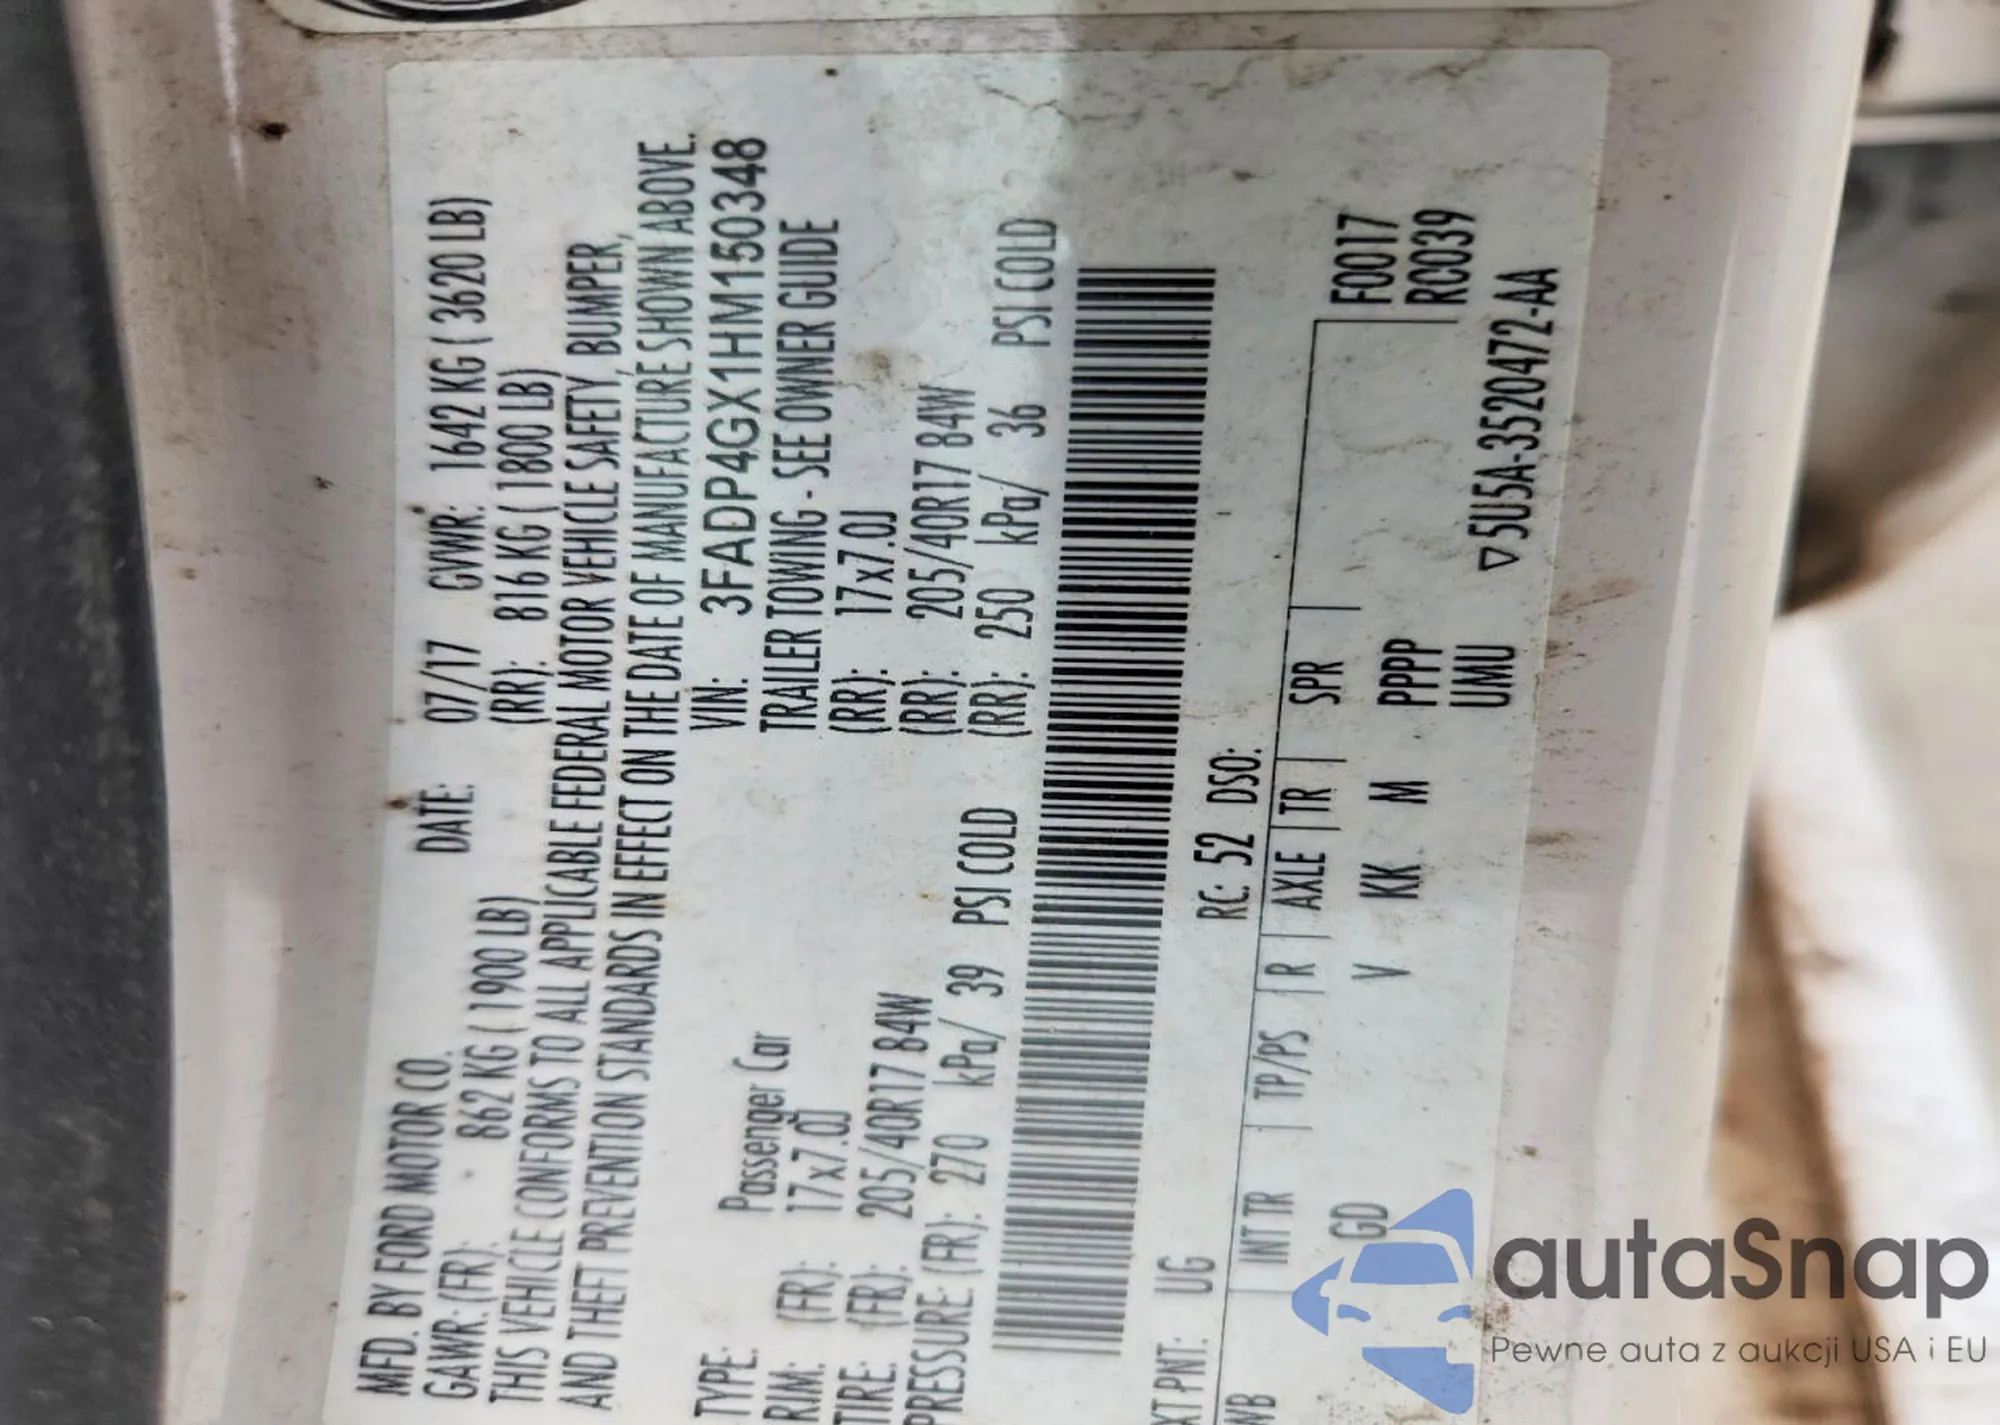 MFD. BY FORD MOTOR CO. DATE: 07/17 GVWR: 1642 KG ( 3620 LB)
GAWR: (FR): 862 KG ( 1900 LB) (RR): 816 KG ( 1800 LB)
THIS VEHICLE CONFORMS TO ALL APPLICABLE FEDERAL MOTOR VEHICLE SAFETY, BUMPER,
AND THEFT PREVENTION STANDARDS IN EFFECT ON THE DATE OF MANUFACTURE SHOWN ABOVE.
VIN: 3FADP4GX1HM150348
TYPE: Passenger Car TRAILER TOWING - SEE OWNER GUIDE
RIM: (FR): 17x7.0J (RR): 17x7.0J
TIRE: (FR): 205/40R17 84W (RR): 205/40R17 84W
PRESSURE: (FR): 270 kPa/ 39 PSI COLD (RR): 250 kPa/ 36 PSI COLD
XT PNT: UG RC: 52 DSO:
WB INT TR TP/PS R AXLE TR SPR F0017
GD V KK M PPPP RC039
UMU ▽5U5A-3520472-AA
autaSnap
Pewne auta z aukcji USA i EU